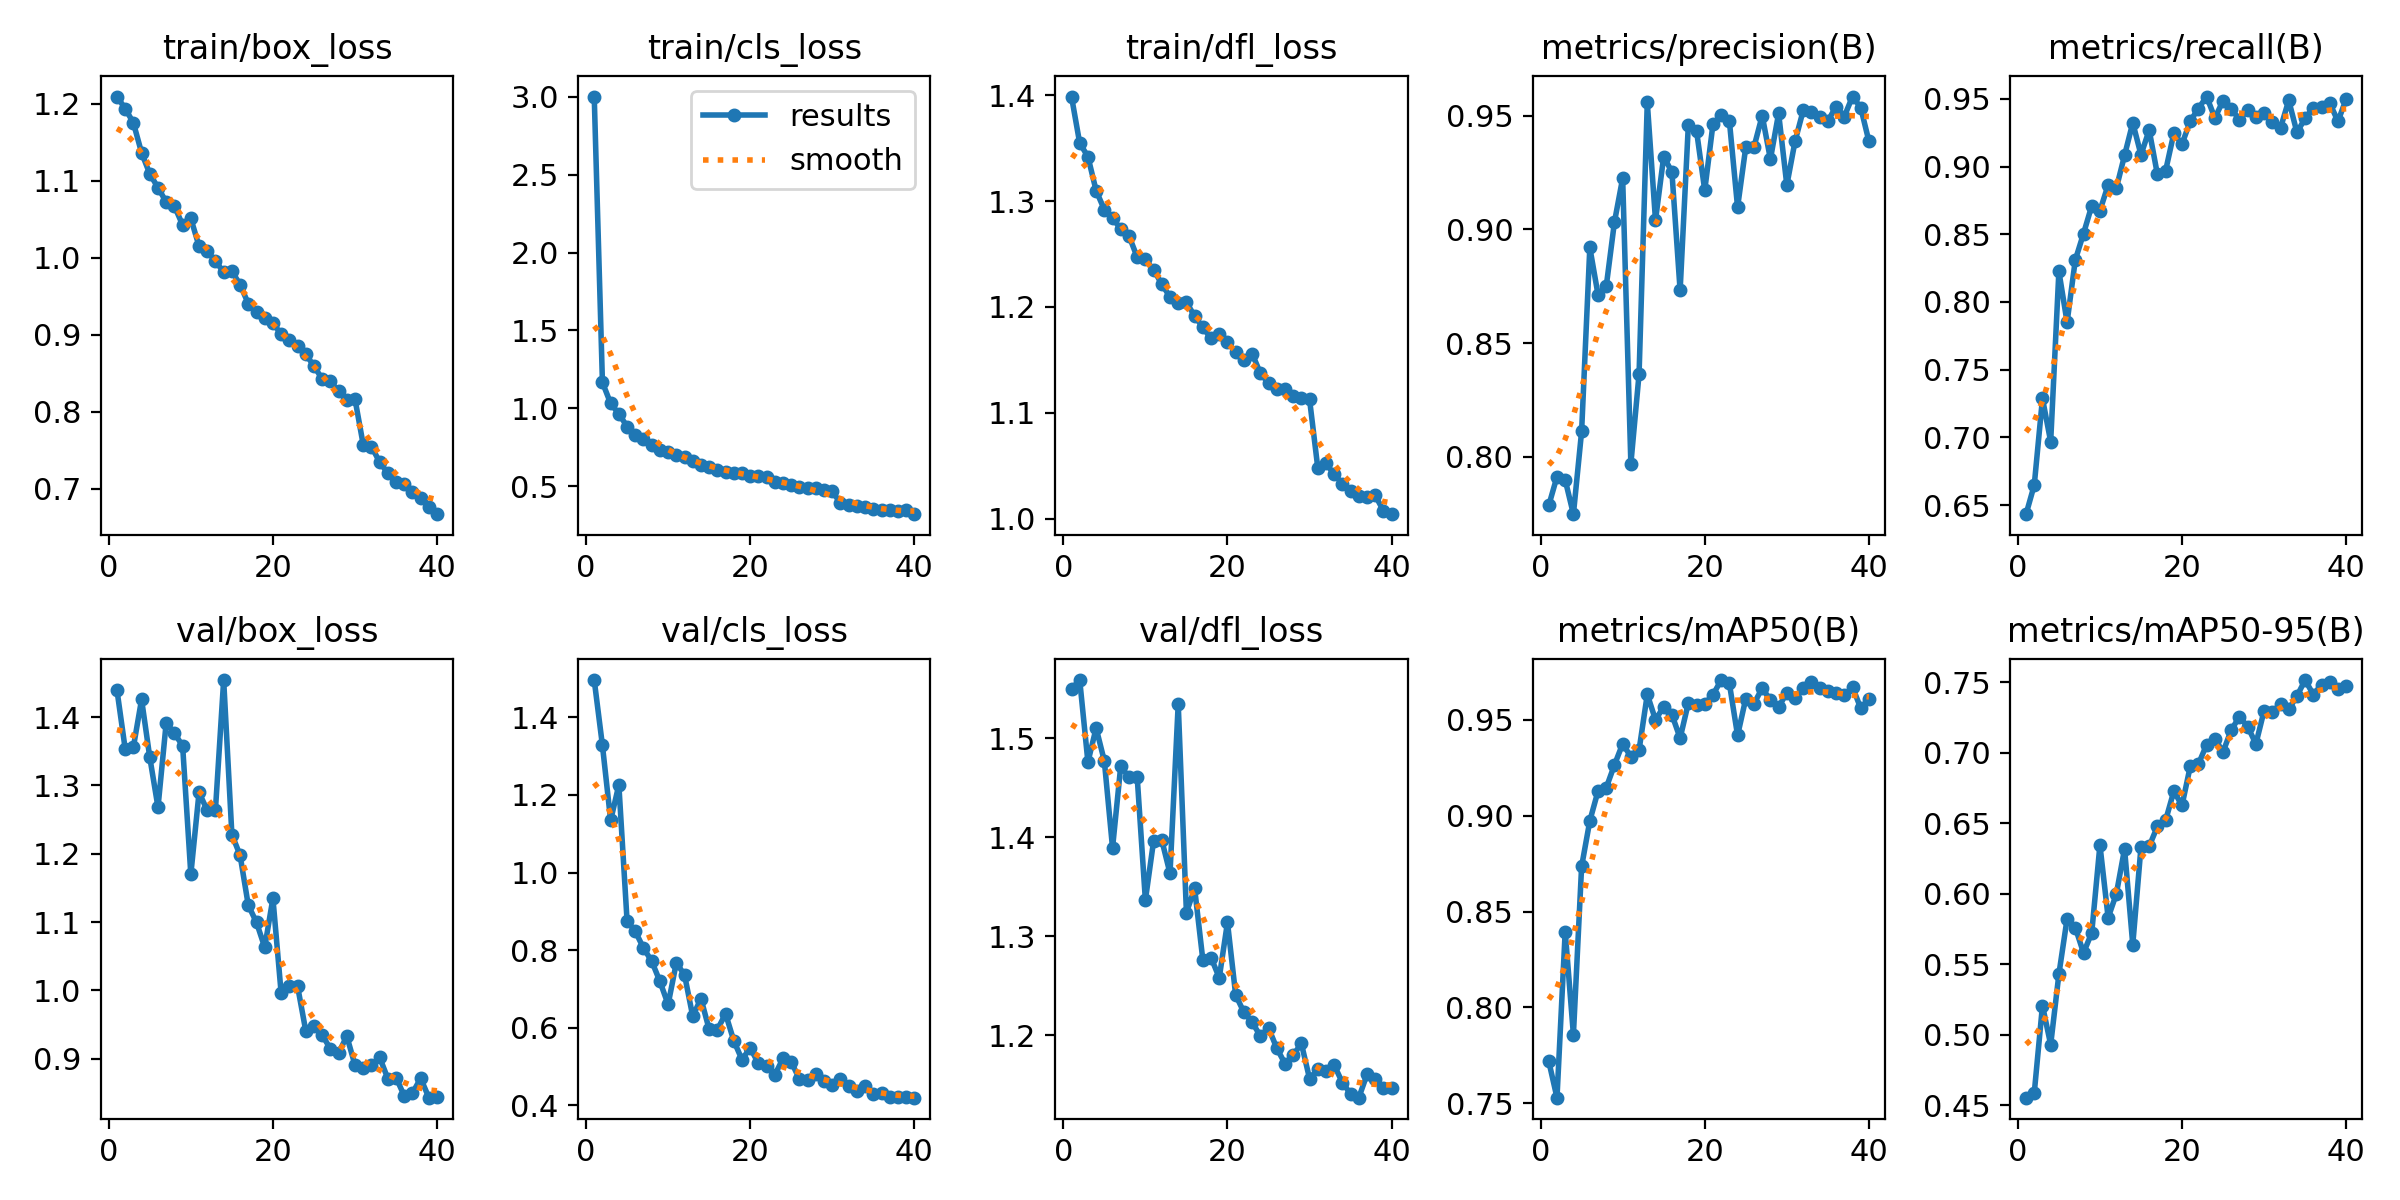 train/box_loss
1.2
1.1
1.0
0.9
0.8
0.7
0 20 40
train/cls_loss
results
smooth
3.0
2.5
2.0
1.5
1.0
0.5
0 20 40
train/dfl_loss
1.4
1.3
1.2
1.1
1.0
0 20 40
metrics/precision(B)
0.95
0.90
0.85
0.80
0 20 40
metrics/recall(B)
0.95
0.90
0.85
0.80
0.75
0.70
0.65
0 20 40
val/box_loss
1.4
1.3
1.2
1.1
1.0
0.9
0 20 40
val/cls_loss
1.4
1.2
1.0
0.8
0.6
0.4
0 20 40
val/dfl_loss
1.5
1.4
1.3
1.2
0 20 40
metrics/mAP50(B)
0.95
0.90
0.85
0.80
0.75
0 20 40
metrics/mAP50-95(B)
0.75
0.70
0.65
0.60
0.55
0.50
0.45
0 20 40